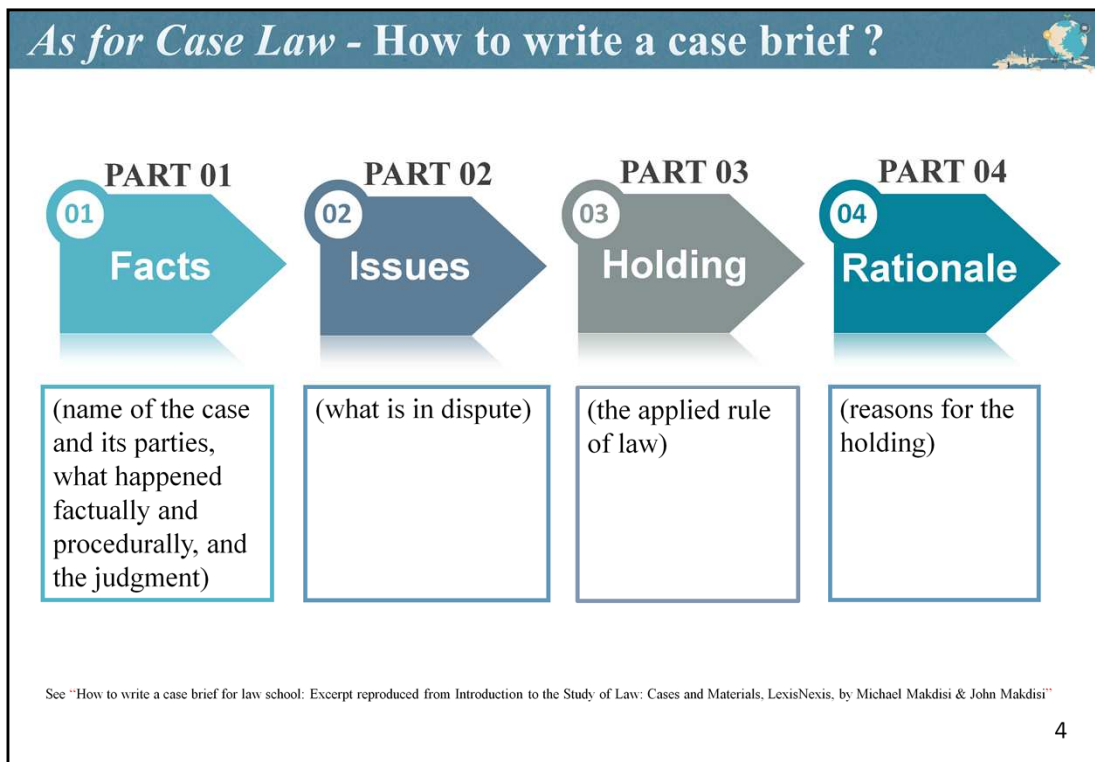 As for Case Law - How to write a case brief ?
PART 01
01
Facts
(name of the case
and its parties,
what happened
factually and
procedurally, and
the judgment)
PART 02
02
Issues
(what is in dispute)
PART 03
03
Holding
(the applied rule
of law)
PART 04
04
Rationale
(reasons for the
holding)
See “How to write a case brief for law school: Excerpt reproduced from Introduction to the Study of Law: Cases and Materials, LexisNexis, by Michael Makdisi & John Makdisi”
4